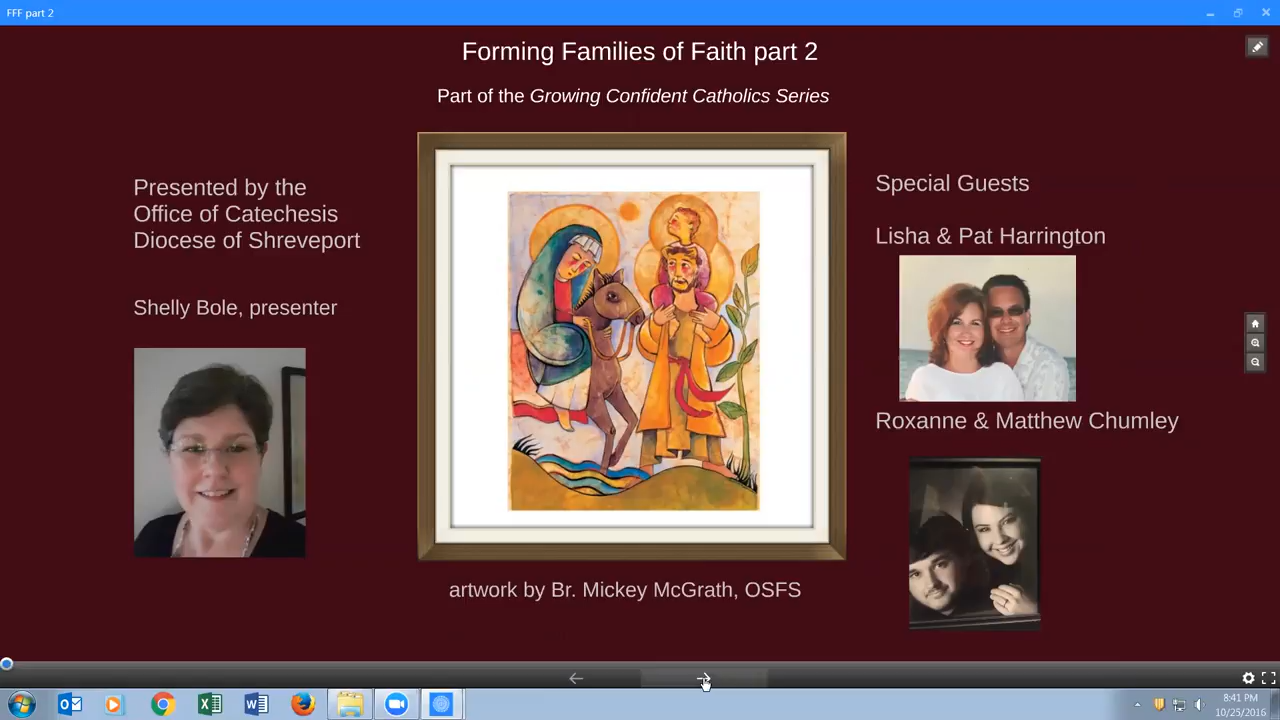 FFF part 2
Forming Families of Faith part 2
Part of the Growing Confident Catholics Series
Presented by the
Office of Catechesis
Diocese of Shreveport
Shelly Bole, presenter
Special Guests
Lisha & Pat Harrington
Roxanne & Matthew Chumley
artwork by Br. Mickey McGrath, OSFS
8:41 PM
10/25/2016